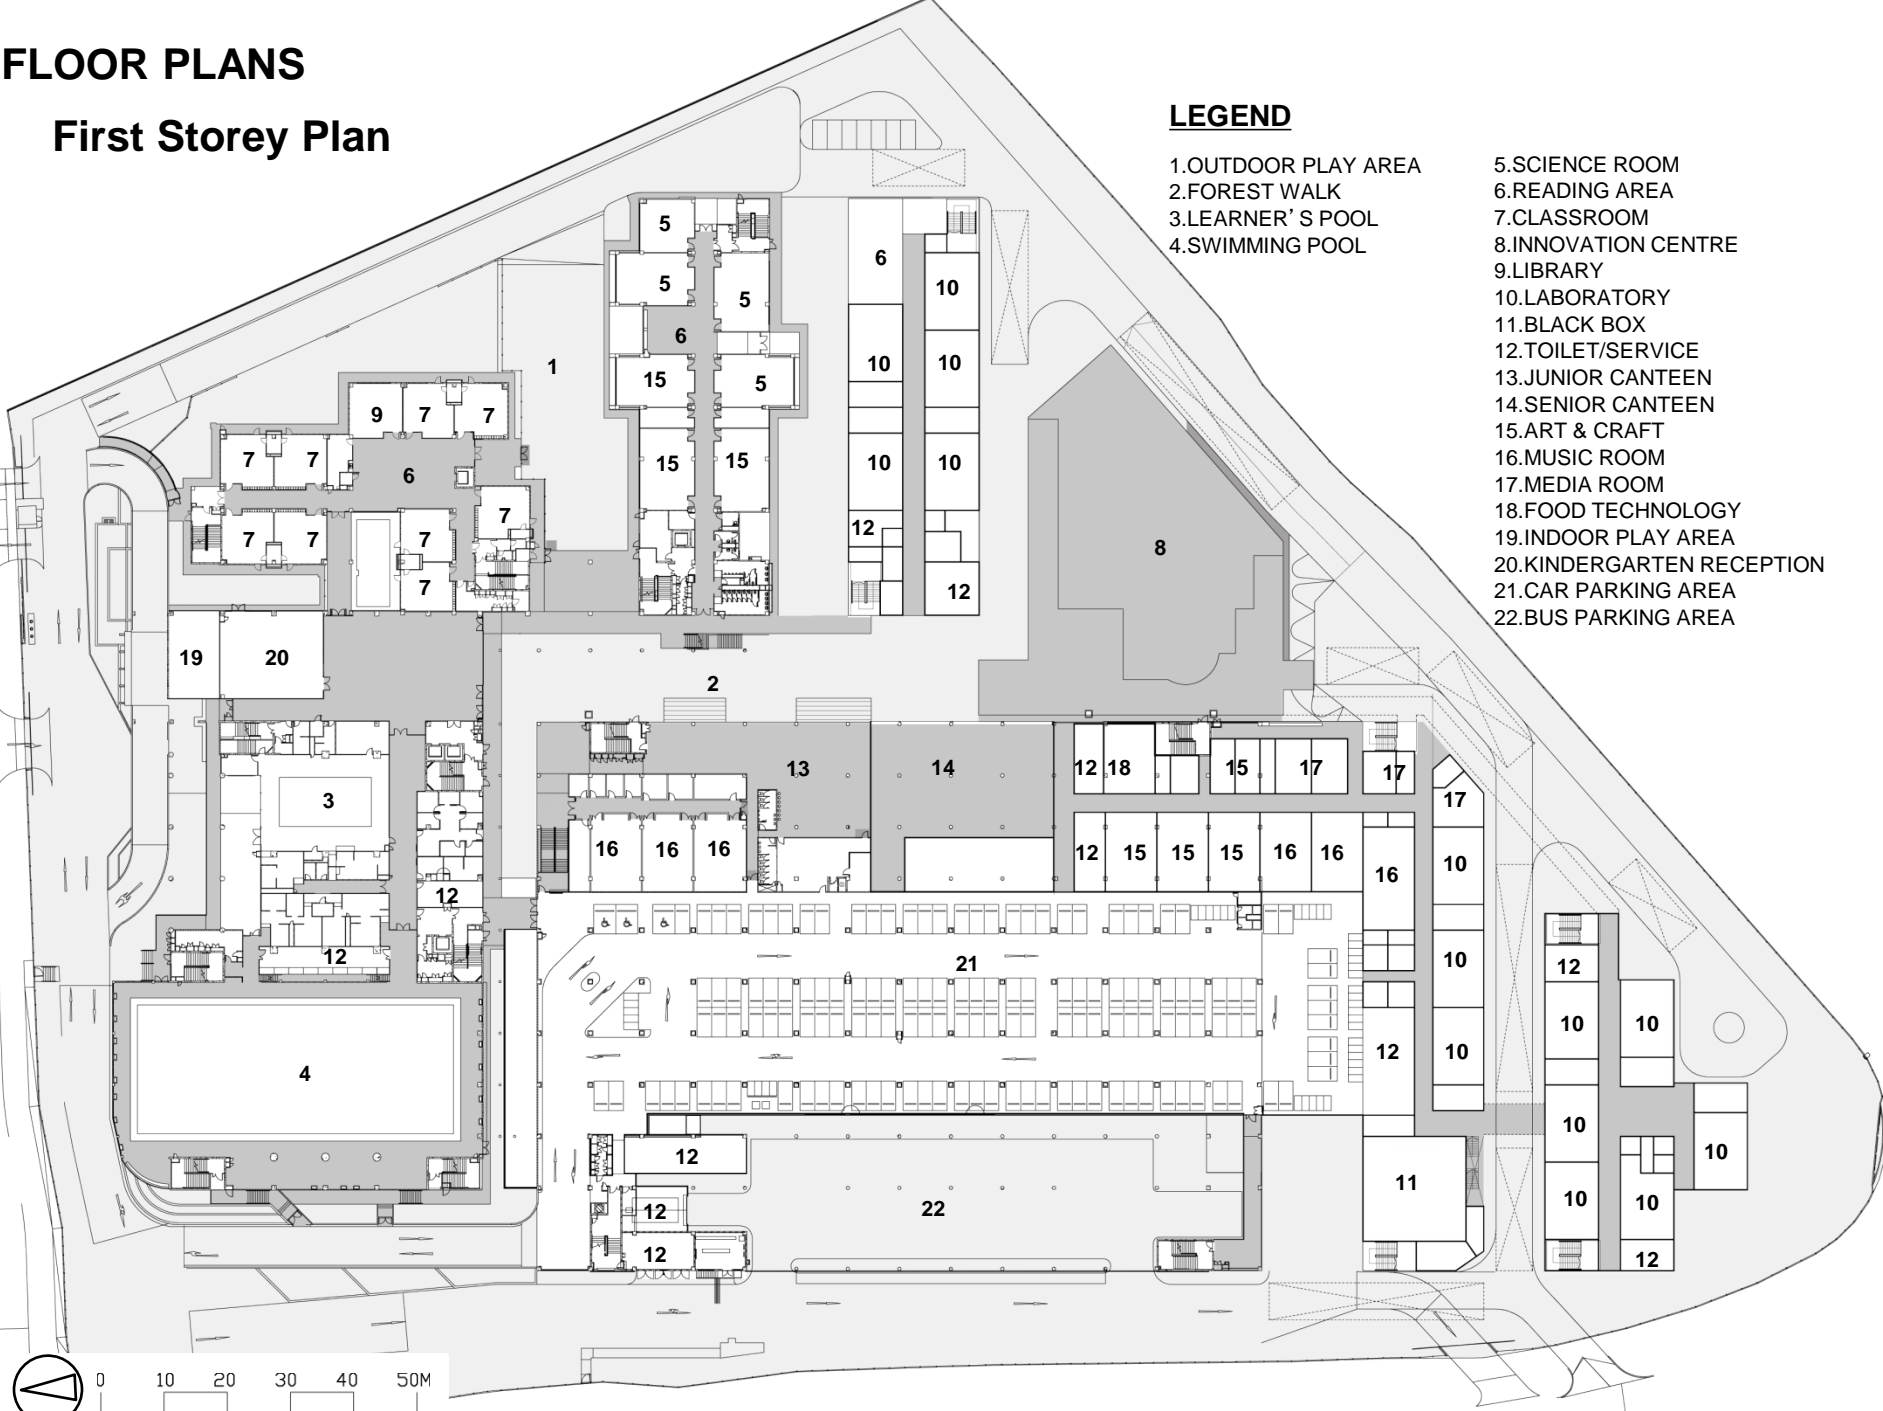 FLOOR PLANS
First Storey Plan
LEGEND
1.OUTDOOR PLAY AREA
2.FOREST WALK
3.LEARNER’S POOL
4.SWIMMING POOL
5.SCIENCE ROOM
6.READING AREA
7.CLASSROOM
8.INNOVATION CENTRE
9.LIBRARY
10.LABORATORY
11.BLACK BOX
12.TOILET/SERVICE
13.JUNIOR CANTEEN
14.SENIOR CANTEEN
15.ART & CRAFT
16.MUSIC ROOM
17.MEDIA ROOM
18.FOOD TECHNOLOGY
19.INDOOR PLAY AREA
20.KINDERGARTEN RECEPTION
21.CAR PARKING AREA
22.BUS PARKING AREA
5
6
5
10
5
6
10
10
1
15
5
9
7
7
7
7
15
15
10
10
6
7
12
7
7
7
8
7
12
19
20
2
13
14
12
18
15
17
17
3
17
16
16
16
12
15
15
15
16
16
10
16
12
12
21
10
12
10
10
12
10
4
10
10
12
11
10
12
22
10
10
12
12
0 10 20 30 40 50M